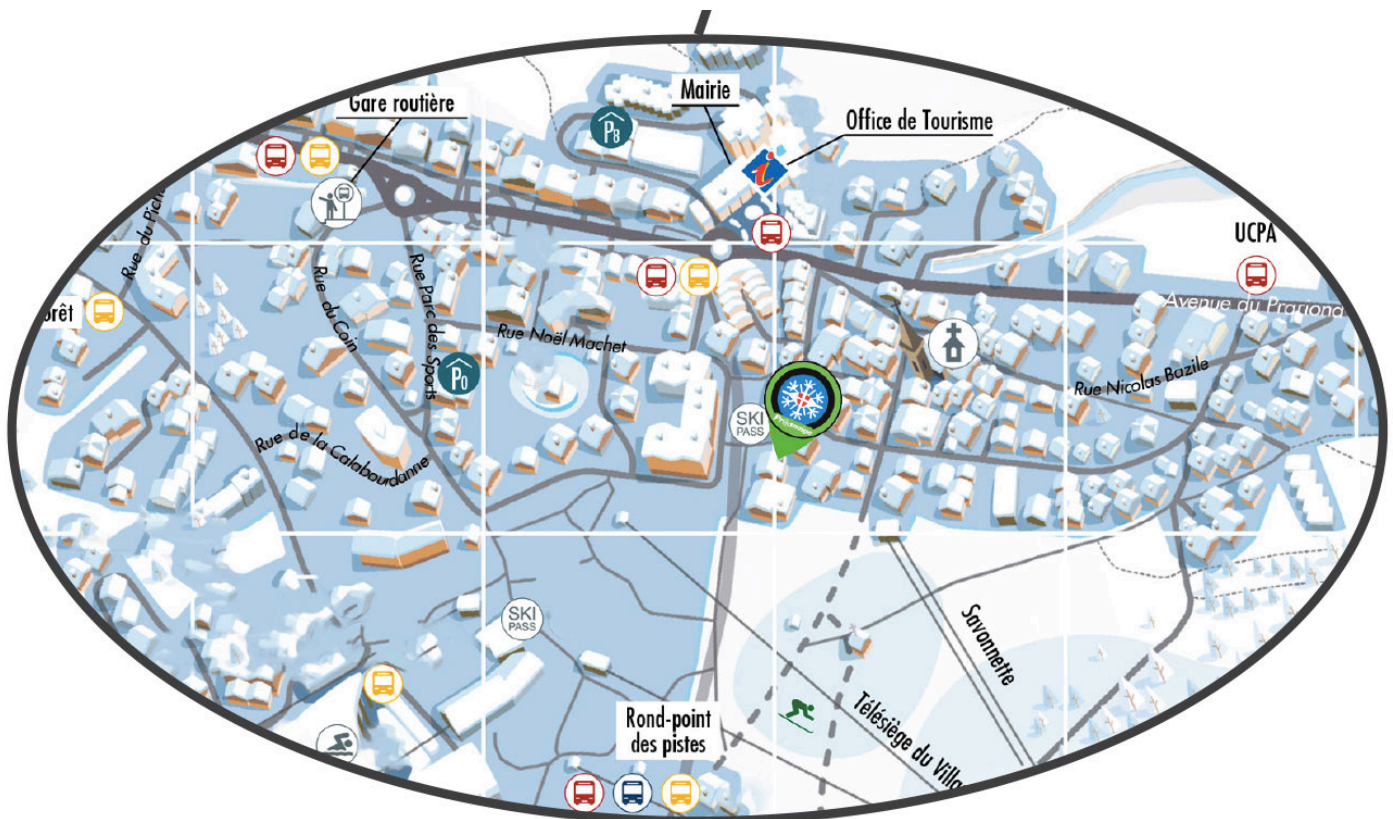 Gare routière
Mairie
Office de Tourisme
P8
i
UCPA
Rue du Pich
Rue du Coin
Rue Parc des Sports
Avenue du Prariond
orêt
Rue Noël Machet
P0
Rue Nicolas Bazile
SKI
PASS
Rue de la Calabourdanne
SKI
PASS
Savonnette
Télésiège du Villa
Rond-point
des pistes